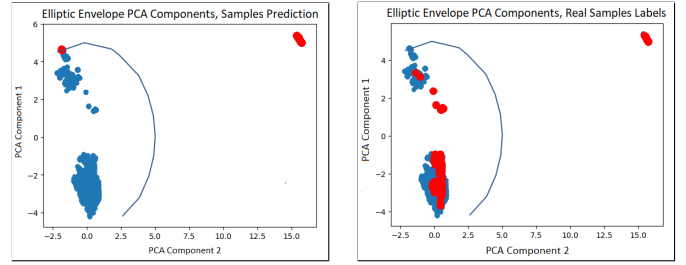 Elliptic Envelope PCA Components, Samples Prediction
PCA Component 1
6
4
2
0
−2
−4
−2.5 0.0 2.5 5.0 7.5 10.0 12.5 15.0
PCA Component 2
Elliptic Envelope PCA Components, Real Samples Labels
PCA Component 1
4
2
0
−2
−4
−2.5 0.0 2.5 5.0 7.5 10.0 12.5 15.0
PCA Component 2